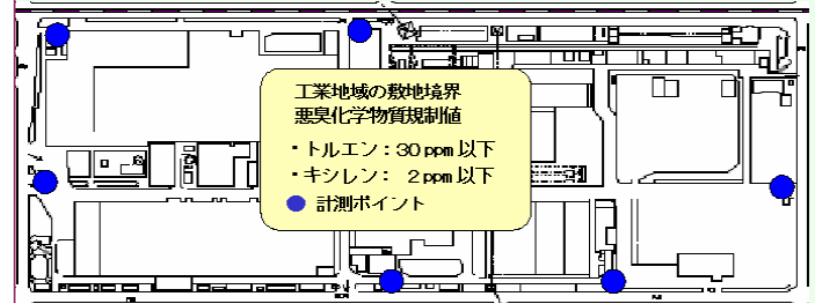 工業地域の敷地境界
悪臭化学物質規制値
・トルエン：30ppm以下
・キシレン： 2ppm以下
計測ポイント